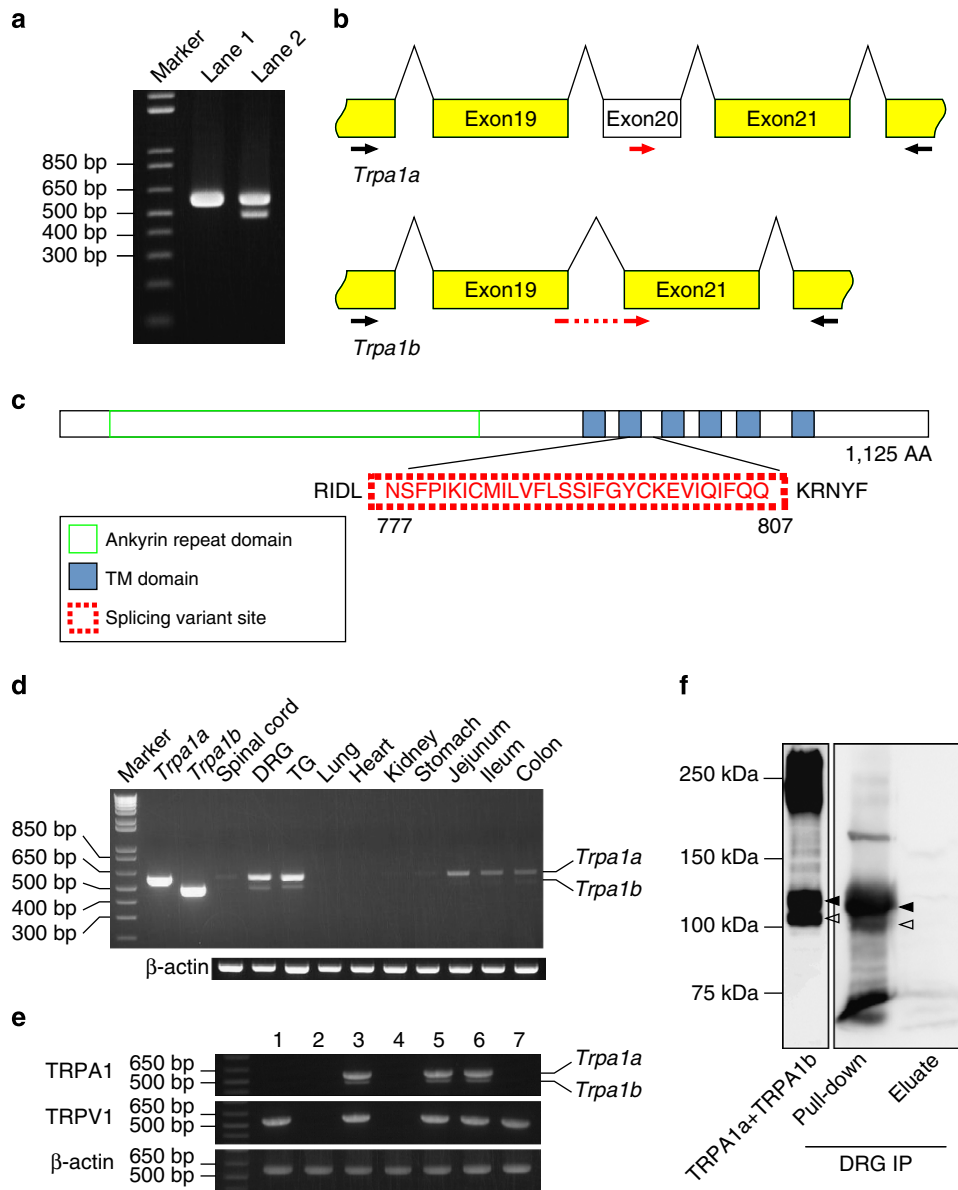 a
Marker
Lane 1
Lane 2
850 bp
650 bp
500 bp
400 bp
300 bp
b
Exon19
Exon20
Exon21
Trpa1a
Exon19
Exon21
Trpa1b
c
1,125 AA
RIDL NSFPIKICMILVFLSSIFGYCKEVIQIFQQ KRNYF
777 807
Ankyrin repeat domain
TM domain
Splicing variant site
d
Marker
Trpa1a
Trpa1b
Spinal cord
DRG
TG
Lung
Heart
Kidney
Stomach
Jejunum
Ileum
Colon
850 bp
650 bp
500 bp
400 bp
300 bp
Trpa1a
Trpa1b
β-actin
e
1 2 3 4 5 6 7
TRPA1
650 bp
500 bp
Trpa1a
Trpa1b
TRPV1
650 bp
500 bp
β-actin
650 bp
500 bp
f
250 kDa
150 kDa
100 kDa
75 kDa
TRPA1a+TRPA1b
Pull-down
Eluate
DRG IP